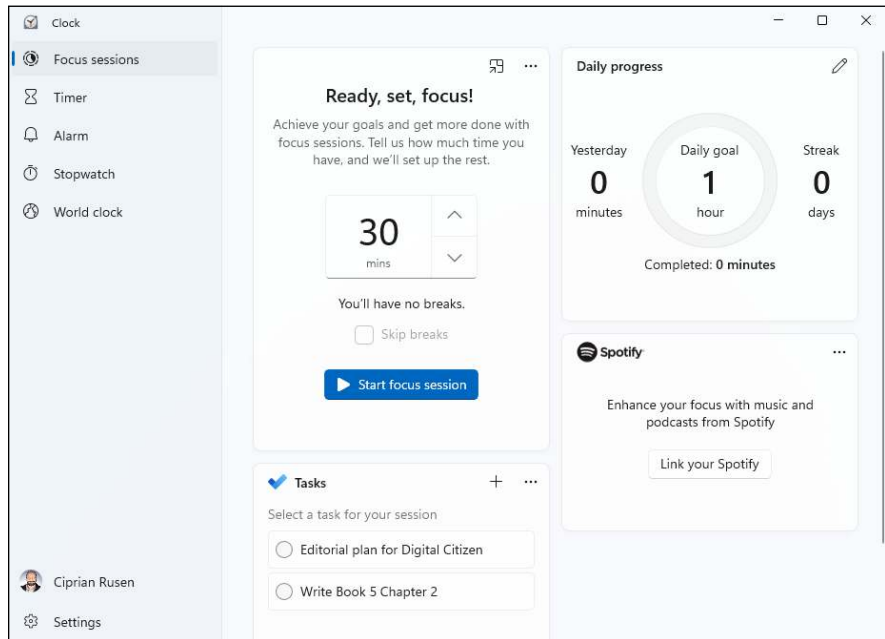 Clock
Focus sessions
Timer
Alarm
Stopwatch
World clock
Ciprian Rusen
Settings
Ready, set, focus!
Achieve your goals and get more done with
focus sessions. Tell us how much time you
have, and we'll set up the rest.
30
mins
You'll have no breaks.
Skip breaks
Start focus session
Tasks
Select a task for your session
Editorial plan for Digital Citizen
Write Book 5 Chapter 2
Daily progress
Yesterday
0
minutes
Daily goal
1
hour
Streak
0
days
Completed: 0 minutes
Spotify
Enhance your focus with music and
podcasts from Spotify
Link your Spotify